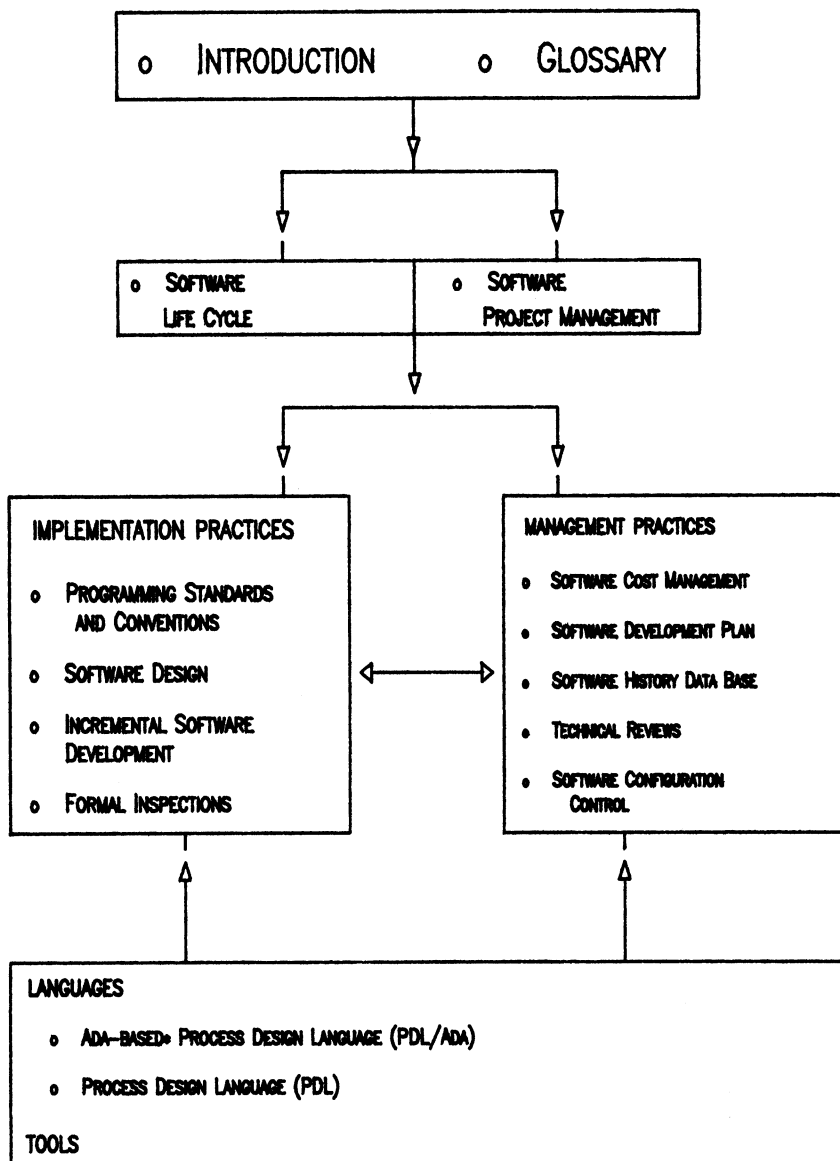 o INTRODUCTION o GLOSSARY
o SOFTWARE
LIFE CYCLE
o SOFTWARE
PROJECT MANAGEMENT
IMPLEMENTATION PRACTICES
o PROGRAMMING STANDARDS
AND CONVENTIONS
o SOFTWARE DESIGN
o INCREMENTAL SOFTWARE
DEVELOPMENT
o FORMAL INSPECTIONS
MANAGEMENT PRACTICES
o SOFTWARE COST MANAGEMENT
o SOFTWARE DEVELOPMENT PLAN
o SOFTWARE HISTORY DATA BASE
o TECHNICAL REVIEWS
o SOFTWARE CONFIGURATION
CONTROL
LANGUAGES
o ADA-BASED* PROCESS DESIGN LANGUAGE (PDL/ADA)
o PROCESS DESIGN LANGUAGE (PDL)
TOOLS